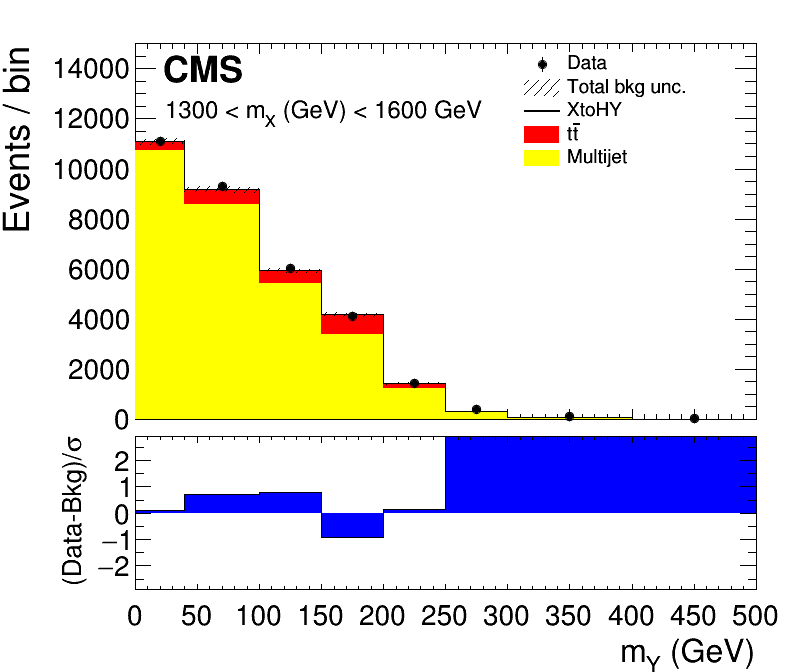 Events / bin
14000
12000
10000
8000
6000
4000
2000
0
CMS
1300 < m_X (GeV) < 1600 GeV
Data
Total bkg unc.
XtoHY
tt̄
Multijet
(Data-Bkg)/σ
2
1
0
−1
−2
0 50 100 150 200 250 300 350 400 450 500
m_Y (GeV)